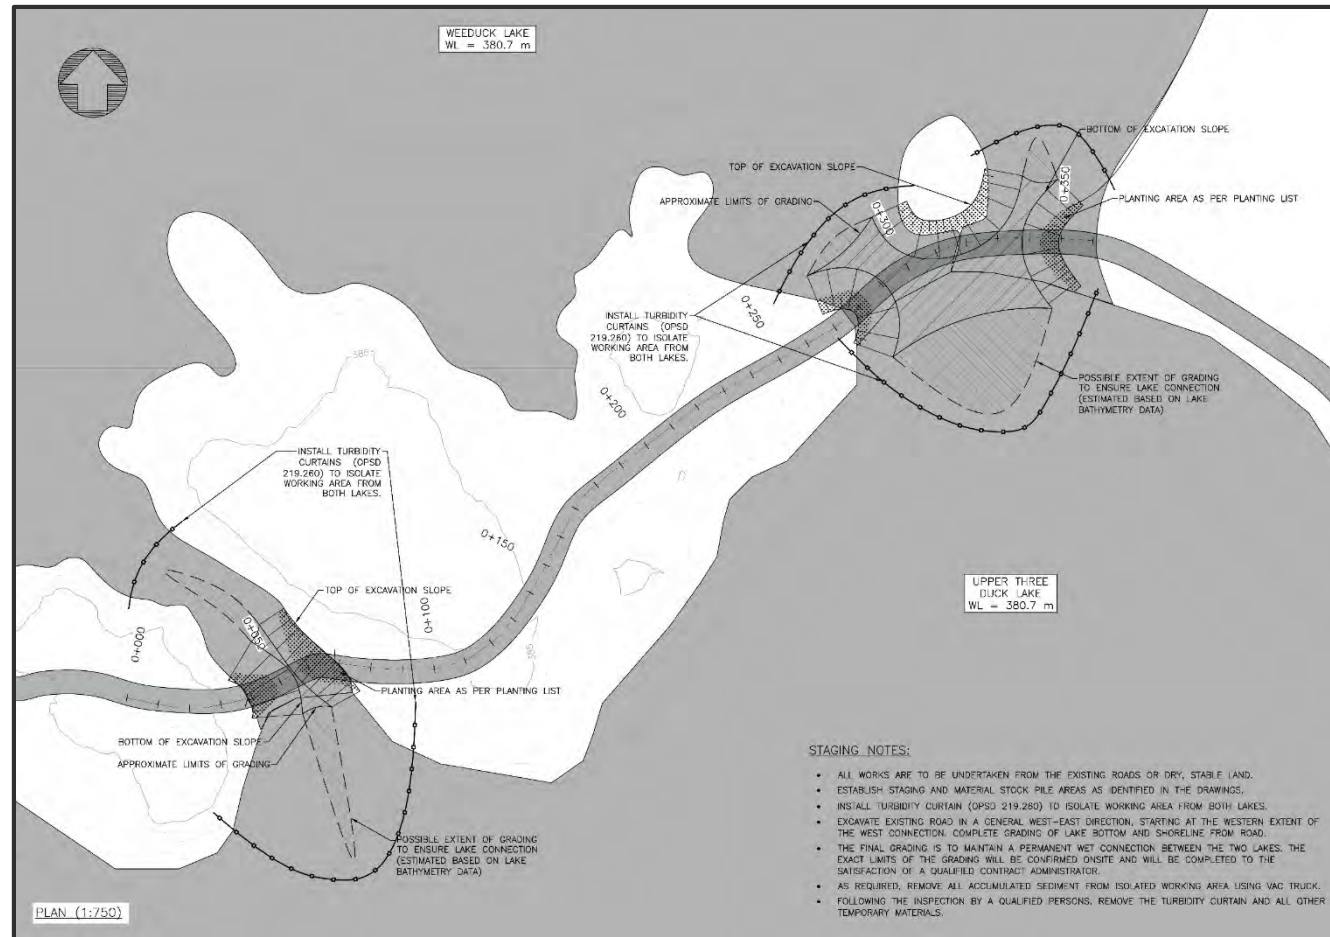 WEEDUCK LAKE
WL = 380.7 m
BOTTOM OF EXCATATION SLOPE
TOP OF EXCAVATION SLOPE
0+350
PLANTING AREA AS PER PLANTING LIST
APPROXIMATE LIMITS OF GRADING
0+300
0+250
INSTALL TURBIDITY
CURTAINS (OPSD
219.260) TO ISOLATE
WORKING AREA FROM
BOTH LAKES.
386
0+200
POSSIBLE EXTENT OF GRADING
TO ENSURE LAKE CONNECTION
(ESTIMATED BASED ON LAKE
BATHYMETRY DATA)
INSTALL TURBIDITY
CURTAINS (OPSD
219.260) TO ISOLATE
WORKING AREA FROM
BOTH LAKES.
0+150
TOP OF EXCAVATION SLOPE
0+100
UPPER THREE
DUCK LAKE
WL = 380.7 m
0+050
0+000
385
PLANTING AREA AS PER PLANTING LIST
BOTTOM OF EXCAVATION SLOPE
APPROXIMATE LIMITS OF GRADING
POSSIBLE EXTENT OF GRADING
TO ENSURE LAKE CONNECTION
(ESTIMATED BASED ON LAKE
BATHYMETRY DATA)
PLAN (1:750)
STAGING NOTES:
• ALL WORKS ARE TO BE UNDERTAKEN FROM THE EXISTING ROADS OR DRY, STABLE LAND.
• ESTABLISH STAGING AND MATERIAL STOCK PILE AREAS AS IDENTIFIED IN THE DRAWINGS.
• INSTALL TURBIDITY CURTAIN (OPSD 219.260) TO ISOLATE WORKING AREA FROM BOTH LAKES.
• EXCAVATE EXISTING ROAD IN A GENERAL WEST-EAST DIRECTION, STARTING AT THE WESTERN EXTENT OF
THE WEST CONNECTION. COMPLETE GRADING OF LAKE BOTTOM AND SHORELINE FROM ROAD.
• THE FINAL GRADING IS TO MAINTAIN A PERMANENT WET CONNECTION BETWEEN THE TWO LAKES. THE
EXACT LIMITS OF THE GRADING WILL BE CONFIRMED ONSITE AND WILL BE COMPLETED TO THE
SATISFACTION OF A QUALIFIED CONTRACT ADMINISTRATOR.
• AS REQUIRED, REMOVE ALL ACCUMULATED SEDIMENT FROM ISOLATED WORKING AREA USING VAC TRUCK.
• FOLLOWING THE INSPECTION BY A QUALIFIED PERSONS, REMOVE THE TURBIDITY CURTAIN AND ALL OTHER
TEMPORARY MATERIALS.